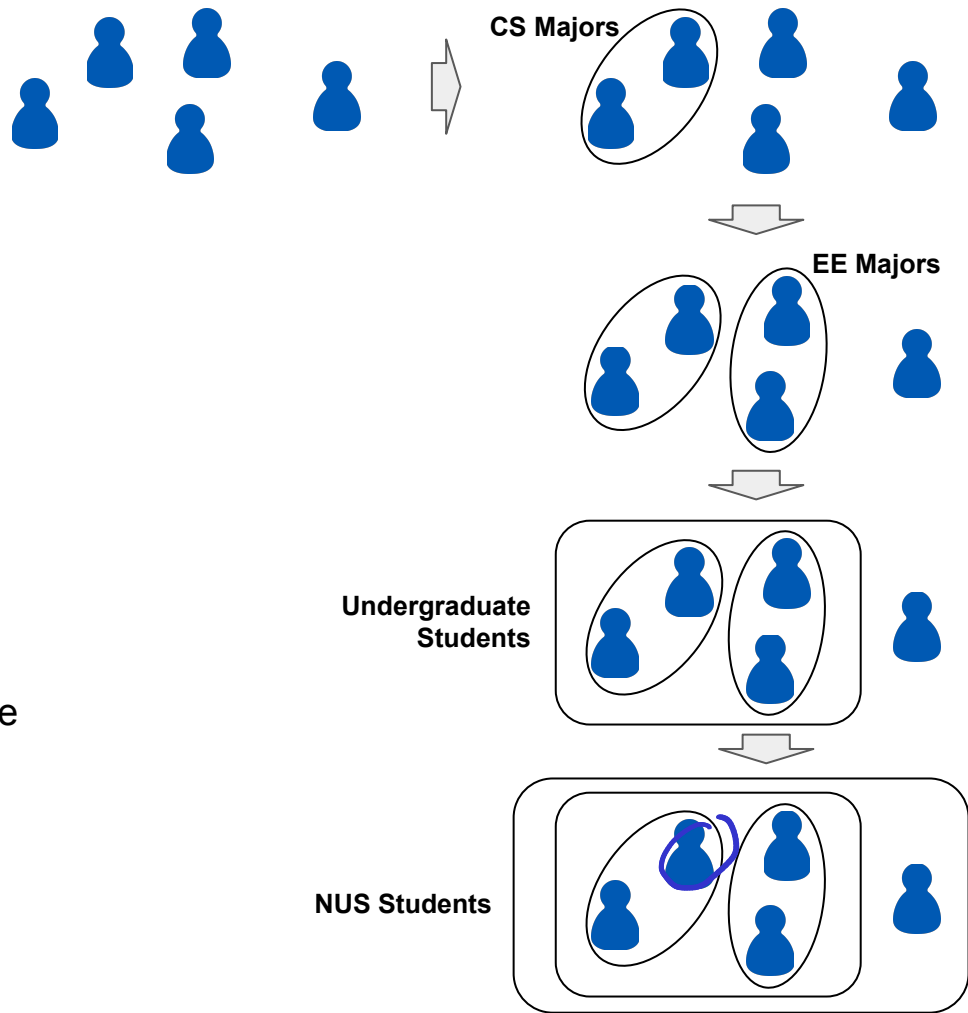 CS Majors
EE Majors
Undergraduate
Students
e
NUS Students